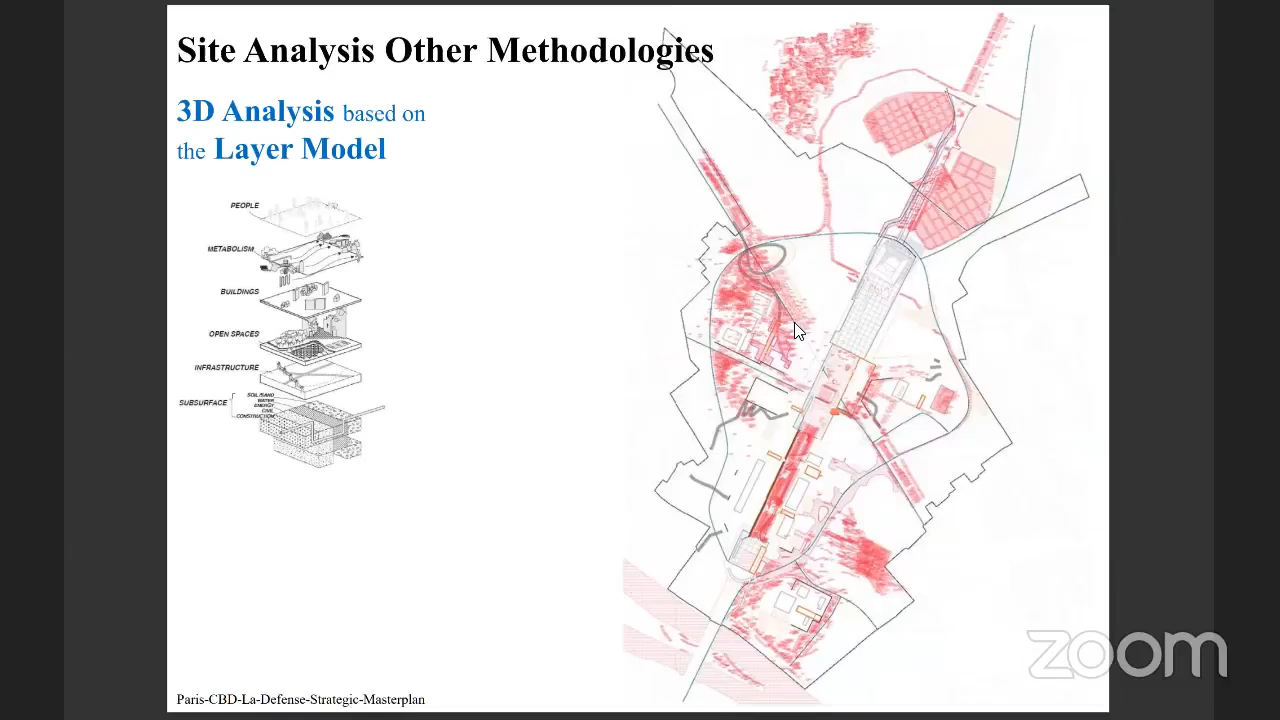 Site Analysis Other Methodologies
3D Analysis based on
the Layer Model
PEOPLE
METABOLISM
BUILDINGS
OPEN SPACES
INFRASTRUCTURE
SUBSURFACE
SOIL/SAND
WATER
ENERGY
CIVIL
CONSTRUCTION
Paris-CBD-La-Defense-Strategic-Masterplan
zoom